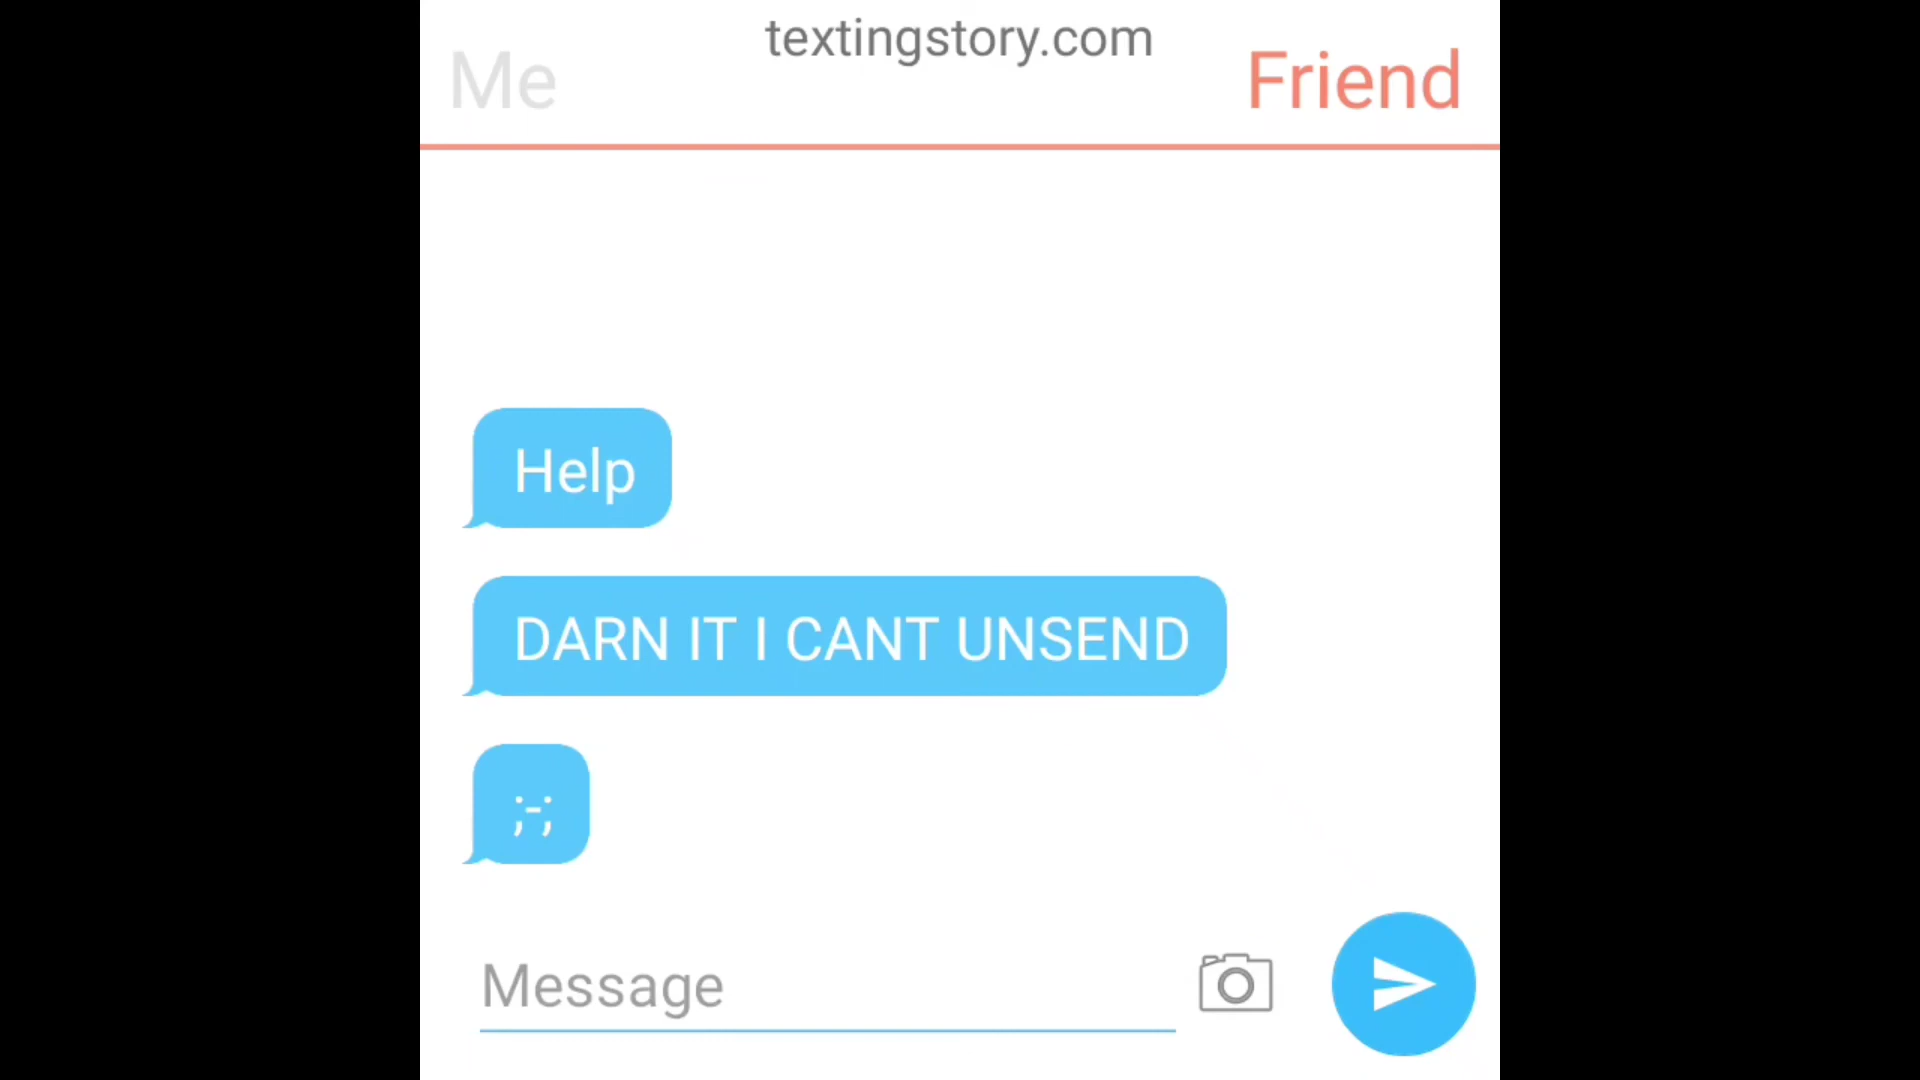 textingstory.com
Me
Friend
Help
DARN IT I CANT UNSEND
;-;
Message